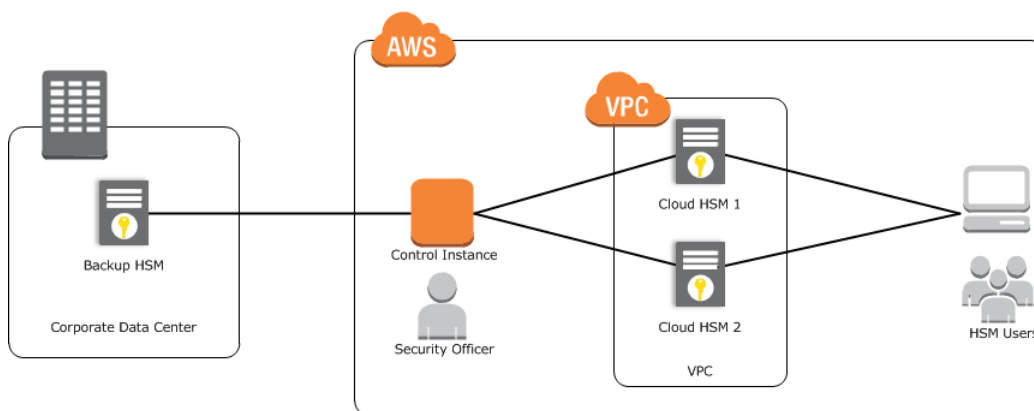 AWS
VPC
Cloud HSM 1
Control Instance
Backup HSM
Corporate Data Center
Security Officer
Cloud HSM 2
VPC
HSM Users